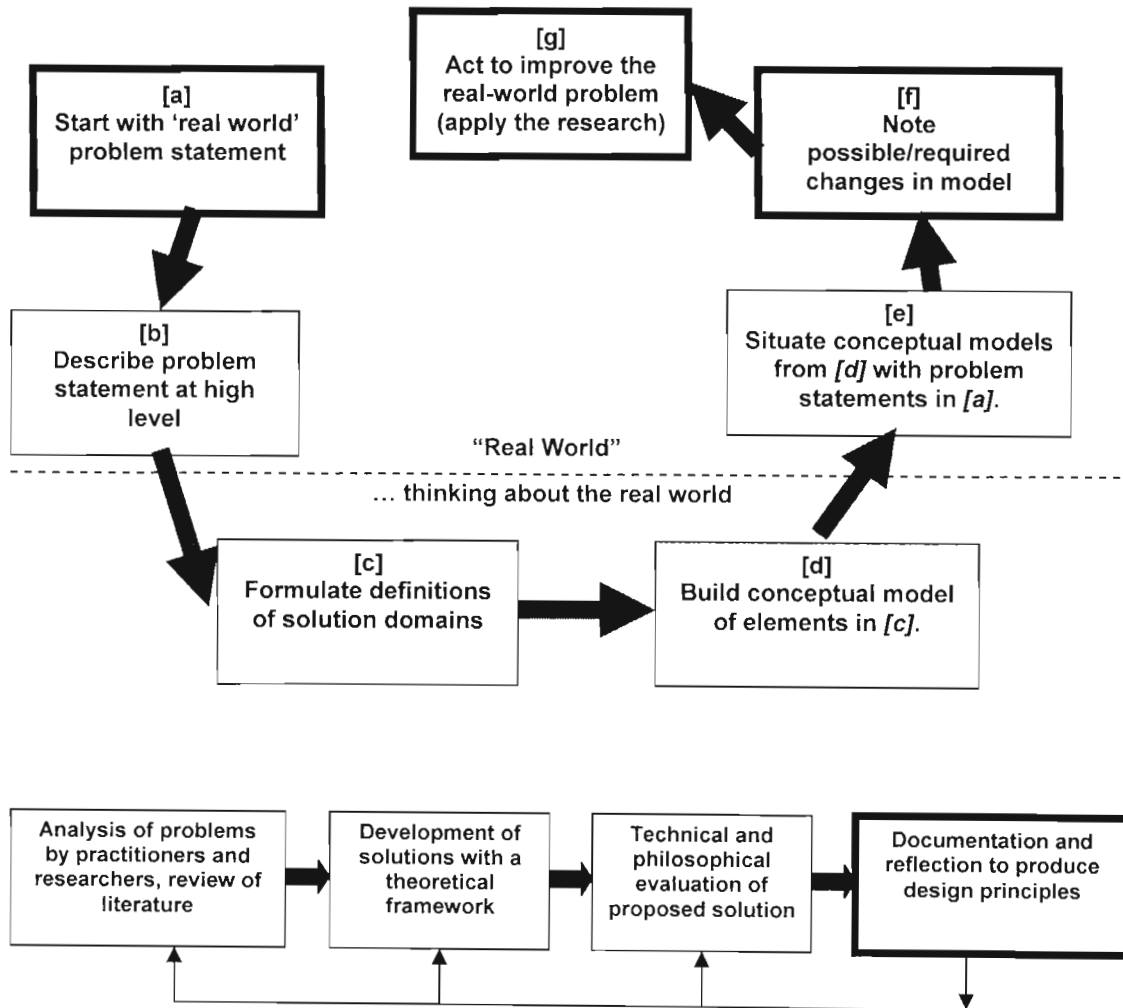 [a]
Start with ‘real world’
problem statement
[g]
Act to improve the
real-world problem
(apply the research)
[f]
Note
possible/required
changes in model
[b]
Describe problem
statement at high
level
[e]
Situate conceptual models
from [d] with problem
statements in [a].
“Real World”
... thinking about the real world
[c]
Formulate definitions
of solution domains
[d]
Build conceptual model
of elements in [c].
Analysis of problems
by practitioners and
researchers, review of
literature
Development of
solutions with a
theoretical
framework
Technical and
philosophical
evaluation of
proposed solution
Documentation and
reflection to produce
design principles